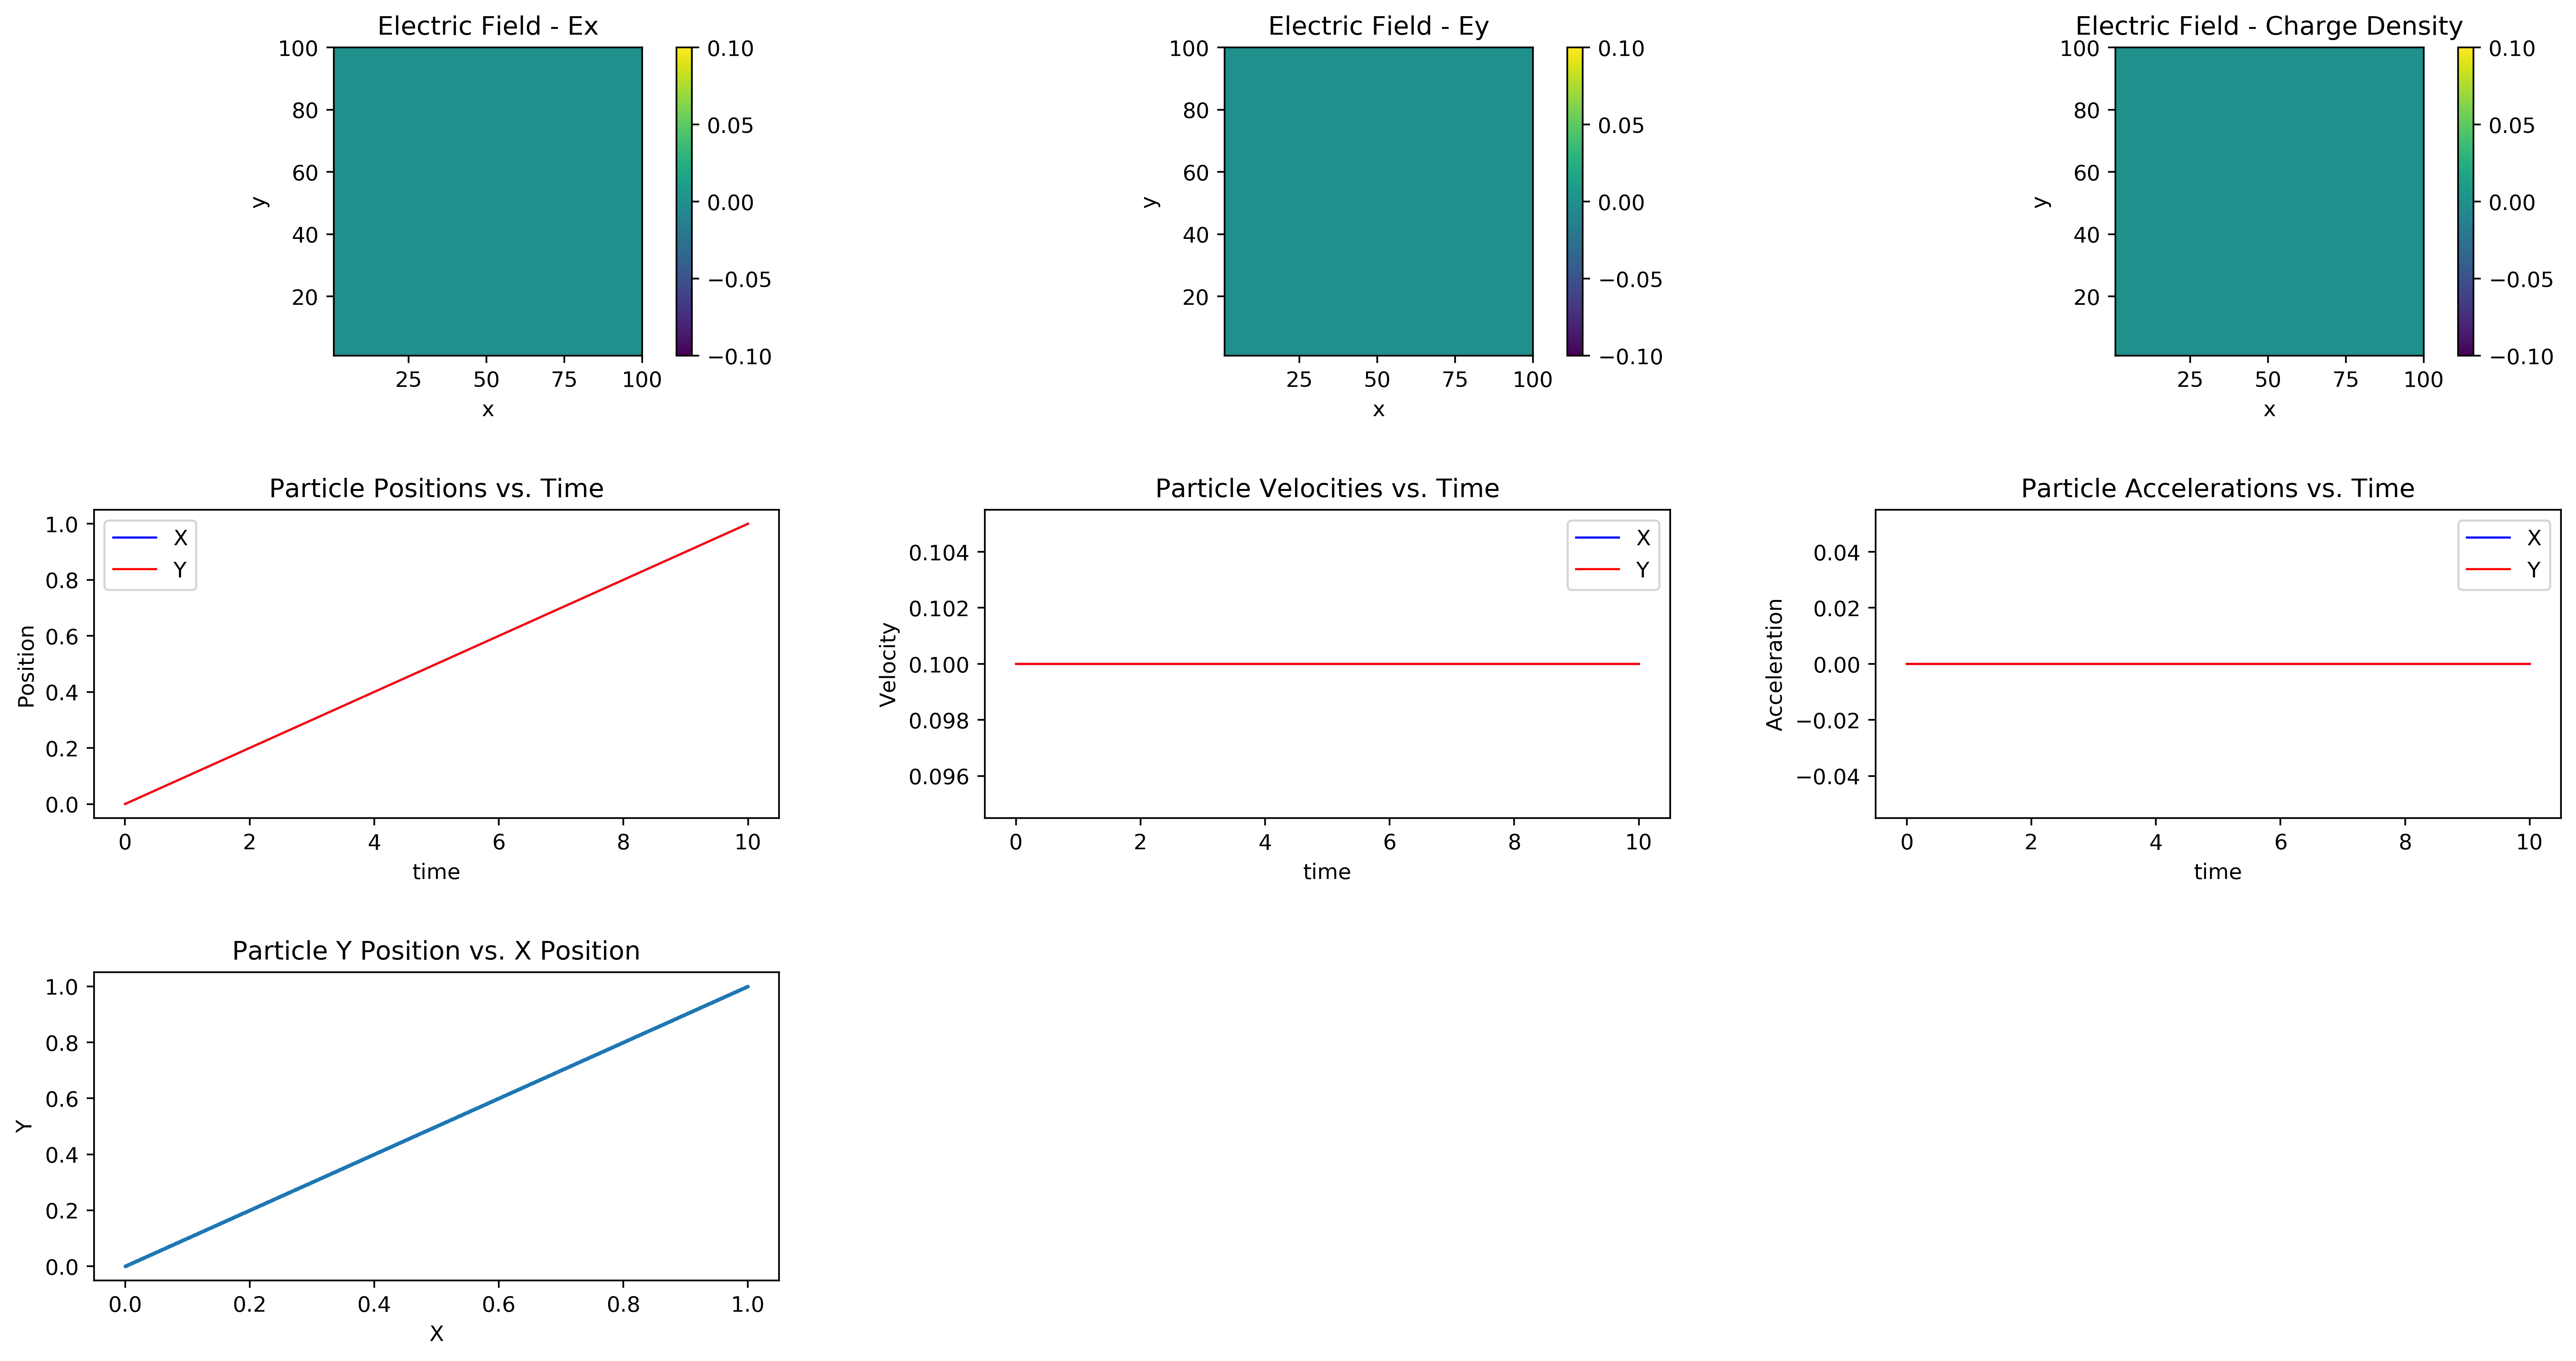 Electric Field - Ex
100
80
60
40
20
y
25 50 75 100
x
0.10
0.05
0.00
−0.05
−0.10
Electric Field - Ey
100
80
60
40
20
y
25 50 75 100
x
0.10
0.05
0.00
−0.05
−0.10
Electric Field - Charge Density
100
80
60
40
20
y
25 50 75 100
x
0.10
0.05
0.00
−0.05
−0.10
Particle Positions vs. Time
X
Y
1.0
0.8
0.6
0.4
0.2
0.0
Position
0 2 4 6 8 10
time
Particle Velocities vs. Time
X
Y
0.104
0.102
0.100
0.098
0.096
Velocity
0 2 4 6 8 10
time
Particle Accelerations vs. Time
X
Y
0.04
0.02
0.00
−0.02
−0.04
Acceleration
0 2 4 6 8 10
time
Particle Y Position vs. X Position
1.0
0.8
0.6
0.4
0.2
0.0
Y
0.0 0.2 0.4 0.6 0.8 1.0
X